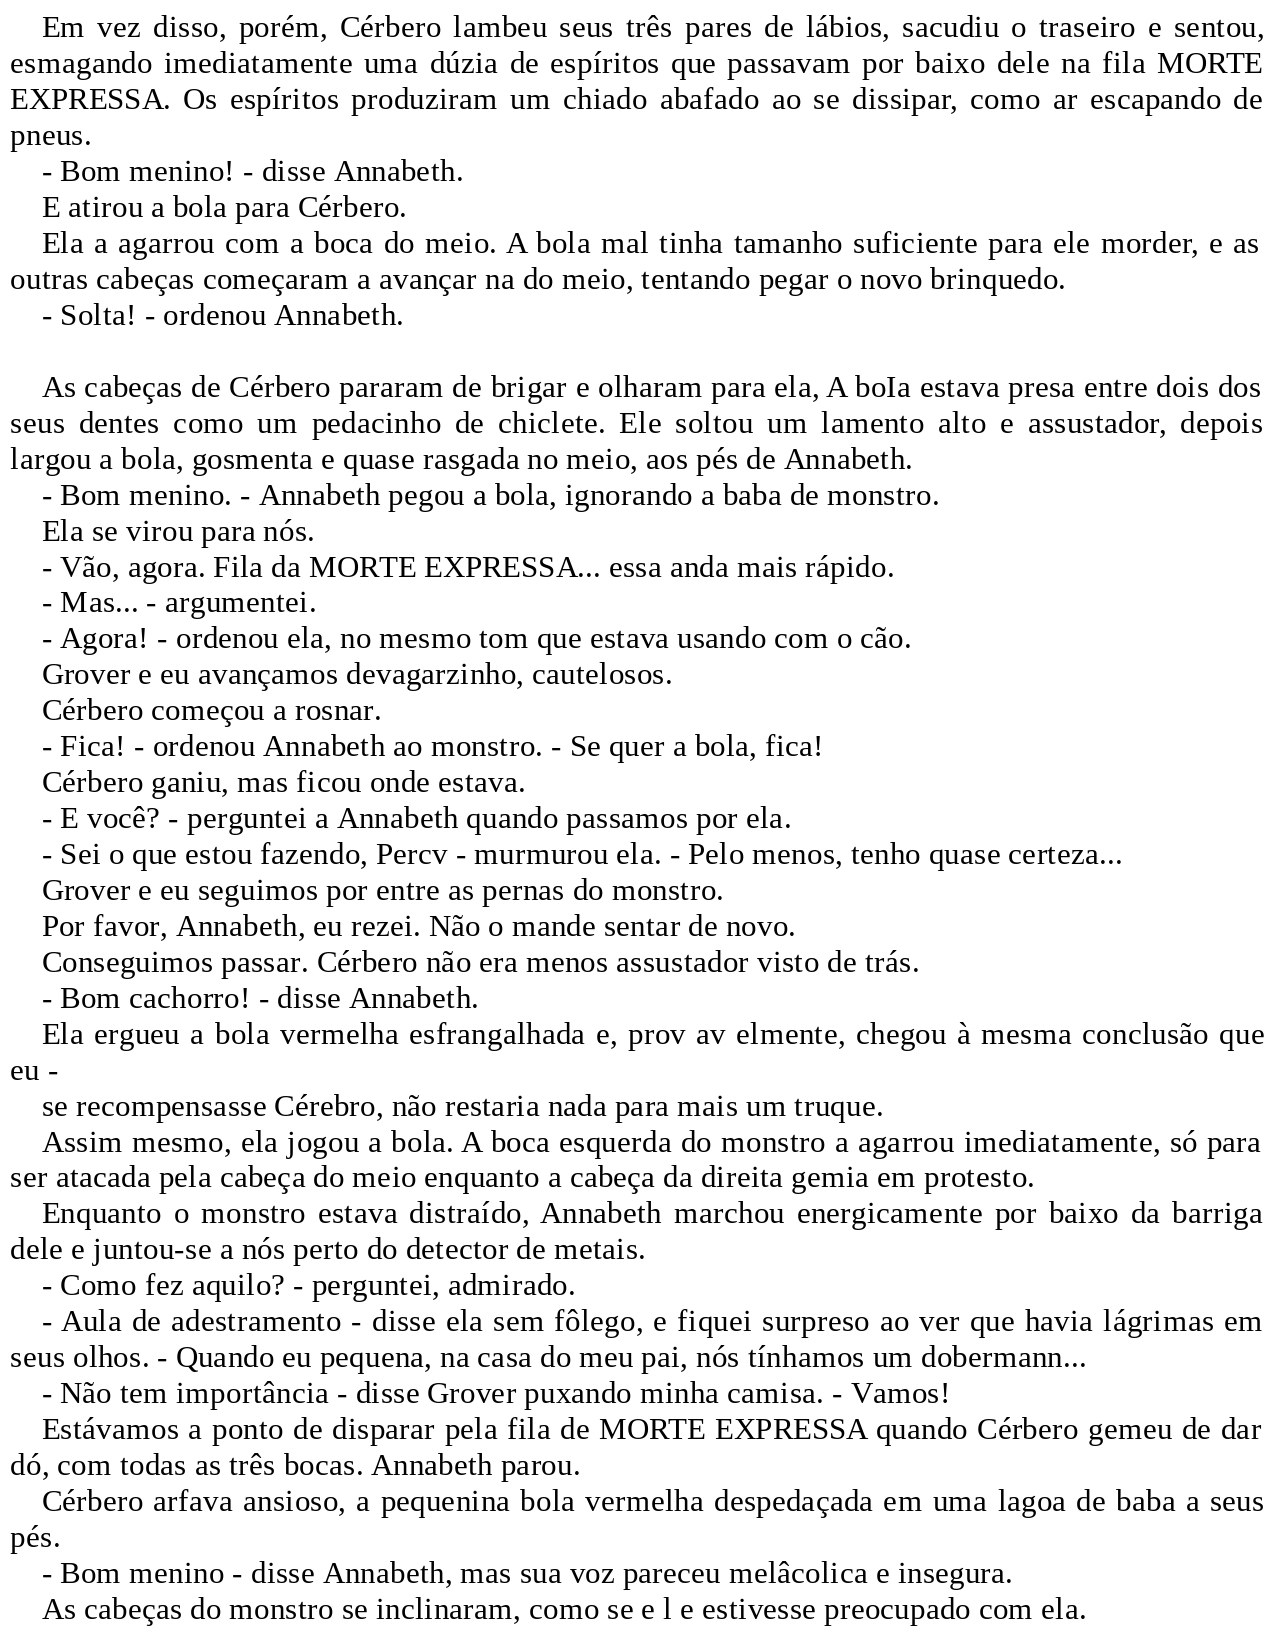 Em vez disso, porém, Cérbero lambeu seus três pares de lábios, sacudiu o traseiro e sentou,
esmagando imediatamente uma dúzia de espíritos que passavam por baixo dele na fila MORTE
EXPRESSA. Os espíritos produziram um chiado abafado ao se dissipar, como ar escapando de
pneus.
- Bom menino! - disse Annabeth.
E atirou a bola para Cérbero.
Ela a agarrou com a boca do meio. A bola mal tinha tamanho suficiente para ele morder, e as
outras cabeças começaram a avançar na do meio, tentando pegar o novo brinquedo.
- Solta! - ordenou Annabeth.
As cabeças de Cérbero pararam de brigar e olharam para ela, A boIa estava presa entre dois dos
seus dentes como um pedacinho de chiclete. Ele soltou um lamento alto e assustador, depois
largou a bola, gosmenta e quase rasgada no meio, aos pés de Annabeth.
- Bom menino. - Annabeth pegou a bola, ignorando a baba de monstro.
Ela se virou para nós.
- Vão, agora. Fila da MORTE EXPRESSA... essa anda mais rápido.
- Mas... - argumentei.
- Agora! - ordenou ela, no mesmo tom que estava usando com o cão.
Grover e eu avançamos devagarzinho, cautelosos.
Cérbero começou a rosnar.
- Fica! - ordenou Annabeth ao monstro. - Se quer a bola, fica!
Cérbero ganiu, mas ficou onde estava.
- E você? - perguntei a Annabeth quando passamos por ela.
- Sei o que estou fazendo, Percv - murmurou ela. - Pelo menos, tenho quase certeza...
Grover e eu seguimos por entre as pernas do monstro.
Por favor, Annabeth, eu rezei. Não o mande sentar de novo.
Conseguimos passar. Cérbero não era menos assustador visto de trás.
- Bom cachorro! - disse Annabeth.
Ela ergueu a bola vermelha esfrangalhada e, prov av elmente, chegou à mesma conclusão que
eu -
se recompensasse Cérebro, não restaria nada para mais um truque.
Assim mesmo, ela jogou a bola. A boca esquerda do monstro a agarrou imediatamente, só para
ser atacada pela cabeça do meio enquanto a cabeça da direita gemia em protesto.
Enquanto o monstro estava distraído, Annabeth marchou energicamente por baixo da barriga
dele e juntou-se a nós perto do detector de metais.
- Como fez aquilo? - perguntei, admirado.
- Aula de adestramento - disse ela sem fôlego, e fiquei surpreso ao ver que havia lágrimas em
seus olhos. - Quando eu pequena, na casa do meu pai, nós tínhamos um dobermann...
- Não tem importância - disse Grover puxando minha camisa. - Vamos!
Estávamos a ponto de disparar pela fila de MORTE EXPRESSA quando Cérbero gemeu de dar
dó, com todas as três bocas. Annabeth parou.
Cérbero arfava ansioso, a pequenina bola vermelha despedaçada em uma lagoa de baba a seus
pés.
- Bom menino - disse Annabeth, mas sua voz pareceu melâcolica e insegura.
As cabeças do monstro se inclinaram, como se e l e estivesse preocupado com ela.